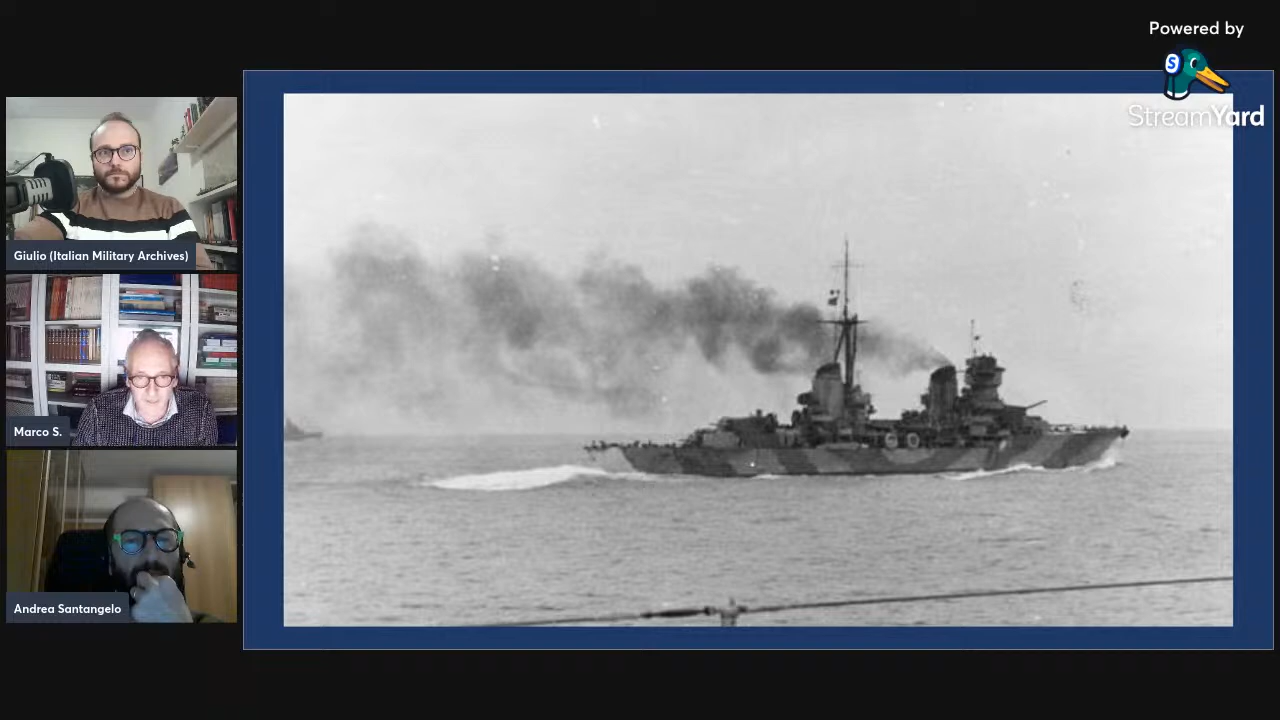 Powered by
StreamYard
Giulio (Italian Military Archives)
Marco S.
Andrea Santangelo